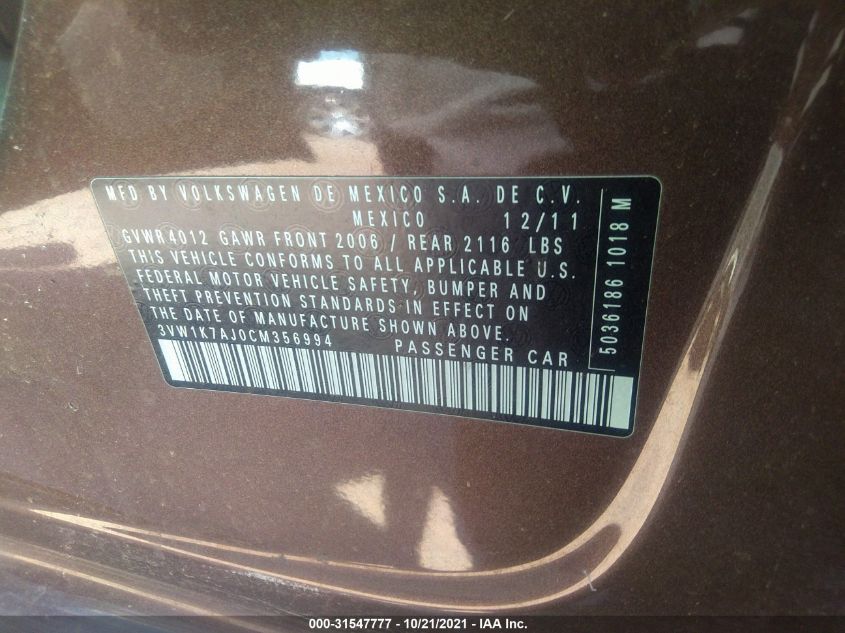 MFD BY VOLKSWAGEN DE MEXICO S.A. DE C.V.
MEXICO 12/11
GVWR 4012 GAWR FRONT 2006 / REAR 2116 LBS
THIS VEHICLE CONFORMS TO ALL APPLICABLE U.S.
FEDERAL MOTOR VEHICLE SAFETY, BUMPER AND
THEFT PREVENTION STANDARDS IN EFFECT ON
THE DATE OF MANUFACTURE SHOWN ABOVE.
3VW1K7AJ0CM356994 PASSENGER CAR
5036186 1018 M
000-31547777 - 10/21/2021 - IAA Inc.